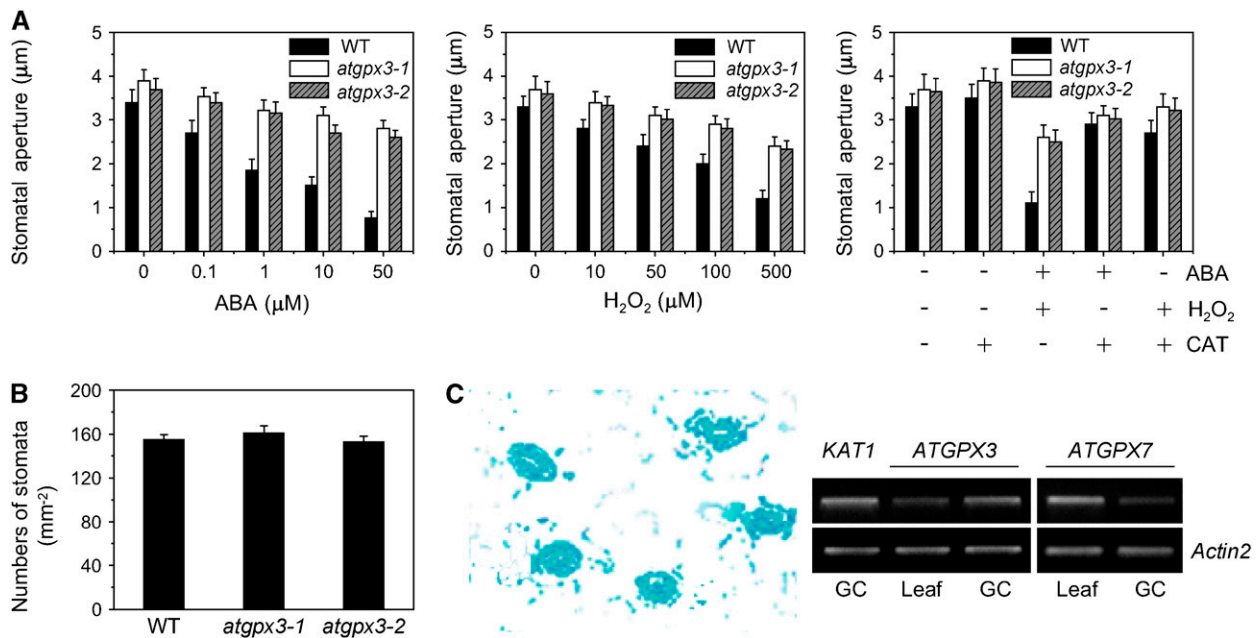 A
Stomatal aperture (μm)
5
4
3
2
1
0
WT
atgpx3-1
atgpx3-2
0 0.1 1 10 50
ABA (μM)
Stomatal aperture (μm)
5
4
3
2
1
0
WT
atgpx3-1
atgpx3-2
0 10 50 100 500
H₂O₂ (μM)
Stomatal aperture (μm)
5
4
3
2
1
0
WT
atgpx3-1
atgpx3-2
- - + + - ABA
- - + - + H₂O₂
- + - + + CAT
B
Numbers of stomata
(mm⁻²)
200
160
120
80
40
0
WT atgpx3-1 atgpx3-2
C
KAT1 ATGPX3 ATGPX7
Actin2
GC Leaf GC Leaf GC